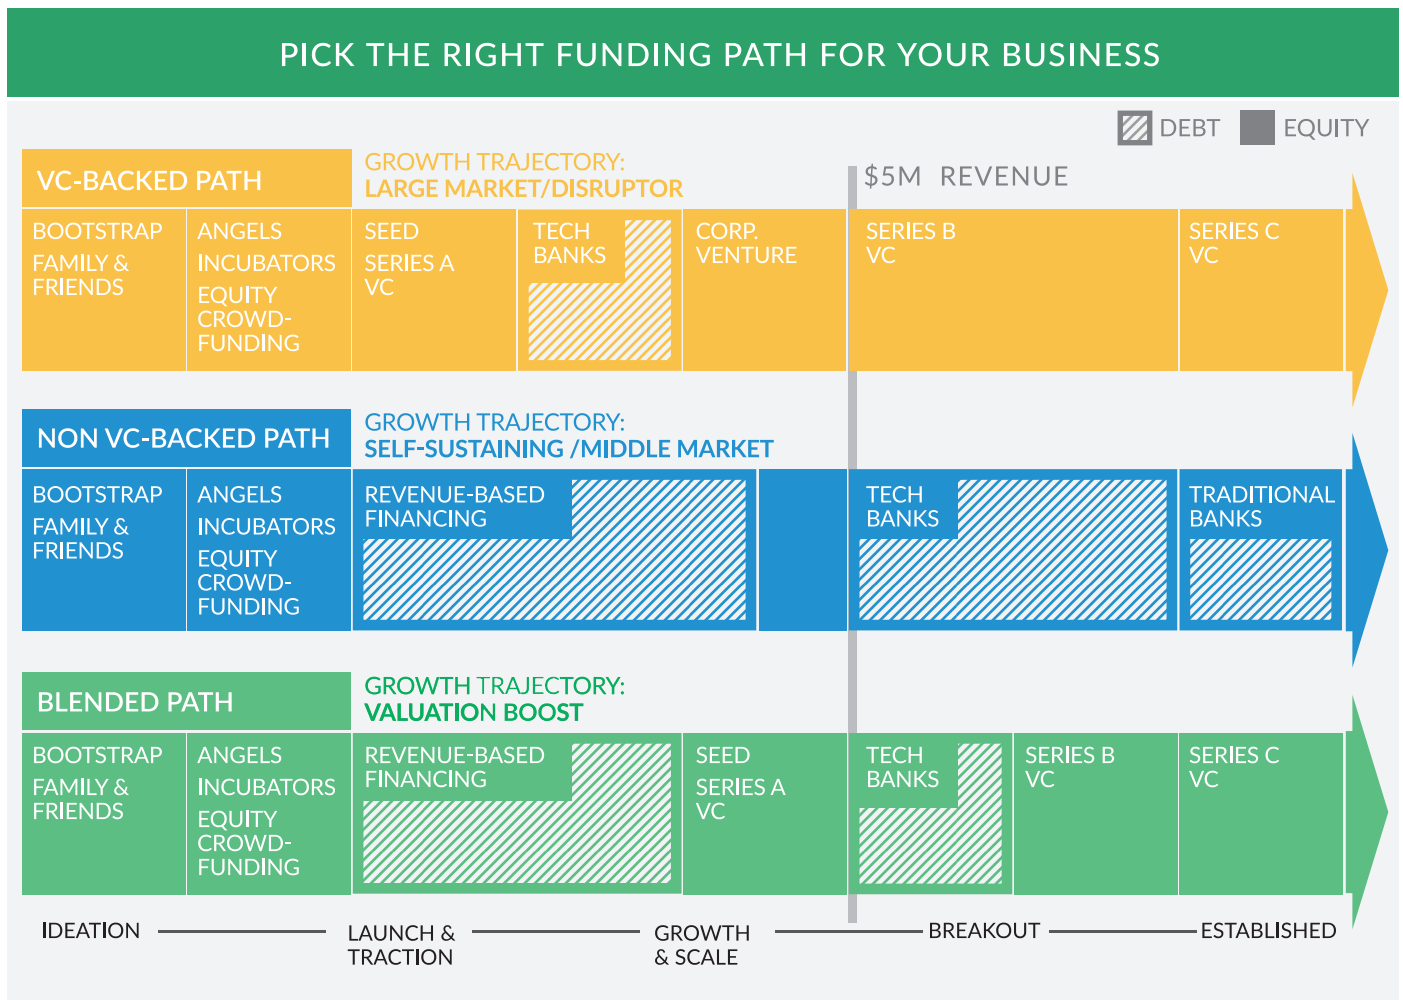 PICK THE RIGHT FUNDING PATH FOR YOUR BUSINESS
DEBT
EQUITY
VC-BACKED PATH
GROWTH TRAJECTORY:
LARGE MARKET/DISRUPTOR
$5M REVENUE
BOOTSTRAP
FAMILY &
FRIENDS
ANGELS
INCUBATORS
EQUITY
CROWD-
FUNDING
SEED
SERIES A
VC
TECH
BANKS
CORP.
VENTURE
SERIES B
VC
SERIES C
VC
NON VC-BACKED PATH
GROWTH TRAJECTORY:
SELF-SUSTAINING /MIDDLE MARKET
BOOTSTRAP
FAMILY &
FRIENDS
ANGELS
INCUBATORS
EQUITY
CROWD-
FUNDING
REVENUE-BASED
FINANCING
TECH
BANKS
TRADITIONAL
BANKS
BLENDED PATH
GROWTH TRAJECTORY:
VALUATION BOOST
BOOTSTRAP
FAMILY &
FRIENDS
ANGELS
INCUBATORS
EQUITY
CROWD-
FUNDING
REVENUE-BASED
FINANCING
SEED
SERIES A
VC
TECH
BANKS
SERIES B
VC
SERIES C
VC
IDEATION
LAUNCH &
TRACTION
GROWTH
& SCALE
BREAKOUT
ESTABLISHED